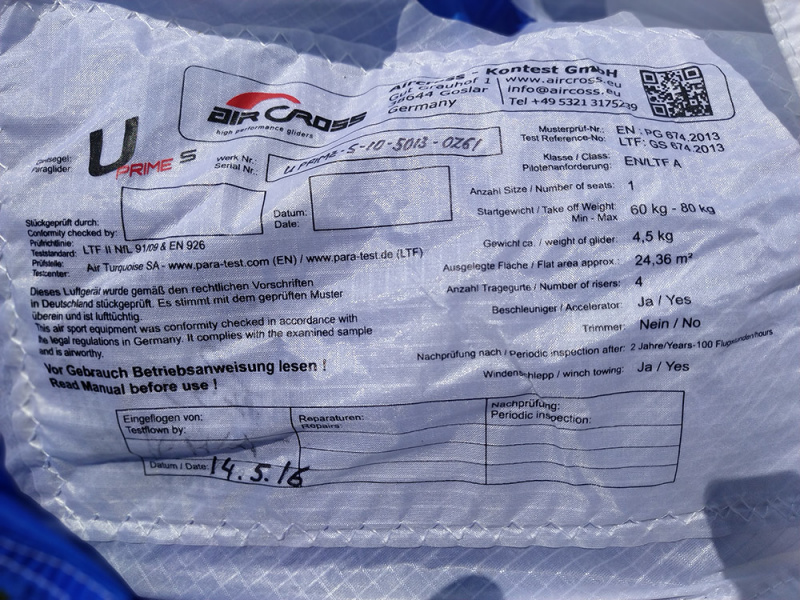 Aircross - Kontest GmbH
Gut Grauhof 1 | www.aircross.eu
38644 Goslar | info@aircross.eu
Germany | Tel +49 5321 3175239
AIR CROSS
high performance gliders
Gleitsegel:
Paraglider
U PRIME S
Werk Nr.:
Serial Nr.:
U PRIME-S-10-5013-0261
Stückgeprüft durch:
Conformity checked by:
Datum:
Date:
Prüfrichtlinie:
Teststandard: LTF II NfL 91/09 & EN 926
Prüfstelle:
Testcenter: Air Turquoise SA - www.para-test.com (EN) / www.para-test.de (LTF)
Dieses Luftgerät wurde gemäß den rechtlichen Vorschriften
in Deutschland stückgeprüft. Es stimmt mit dem geprüften Muster
überein und ist lufttüchtig.
This air sport equipment was conformity checked in accordance with
the legal regulations in Germany. It complies with the examined sample
and is airworthy.
Vor Gebrauch Betriebsanweisung lesen !
Read Manual before use !
Musterprüf-Nr.: EN : PG 674.2013
Test Reference-No.: LTF: GS 674.2013
Klasse / Class: EN/LTF A
Pilotenanforderung:
Anzahl Sitze / Number of seats: 1
Startgewicht / Take off Weight: 60 kg - 80 kg
Min - Max
Gewicht ca. / weight of glider: 4,5 kg
Ausgelegte Fläche / Flat area approx.: 24,36 m²
Anzahl Tragegurte / Number of risers: 4
Beschleuniger / Accelerator: Ja / Yes
Trimmer: Nein / No
Nachprüfung nach / Periodic inspection after: 2 Jahre/Years-100 Flugstunden/hours
Windenschlepp / winch towing: Ja / Yes
Eingeflogen von:
Testflown by:
Datum / Date: 14.5.16
Reparaturen:
Repairs
Nachprüfung:
Periodic inspection: